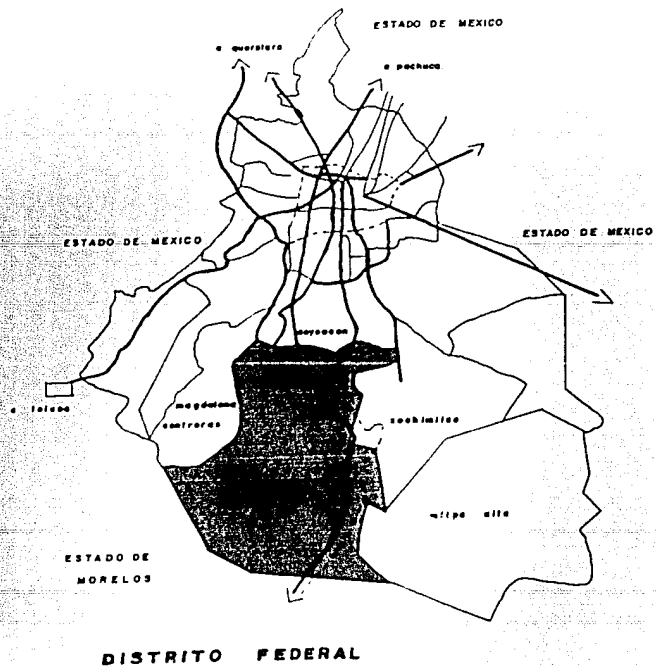 ESTADO DE MEXICO
a queretaro
a pachuca
ESTADO DE MEXICO
ESTADO DE MEXICO
coyoacan
a toluca
magdalena
contreras
xochimilco
milpa alta
ESTADO DE
MORELOS
DISTRITO FEDERAL